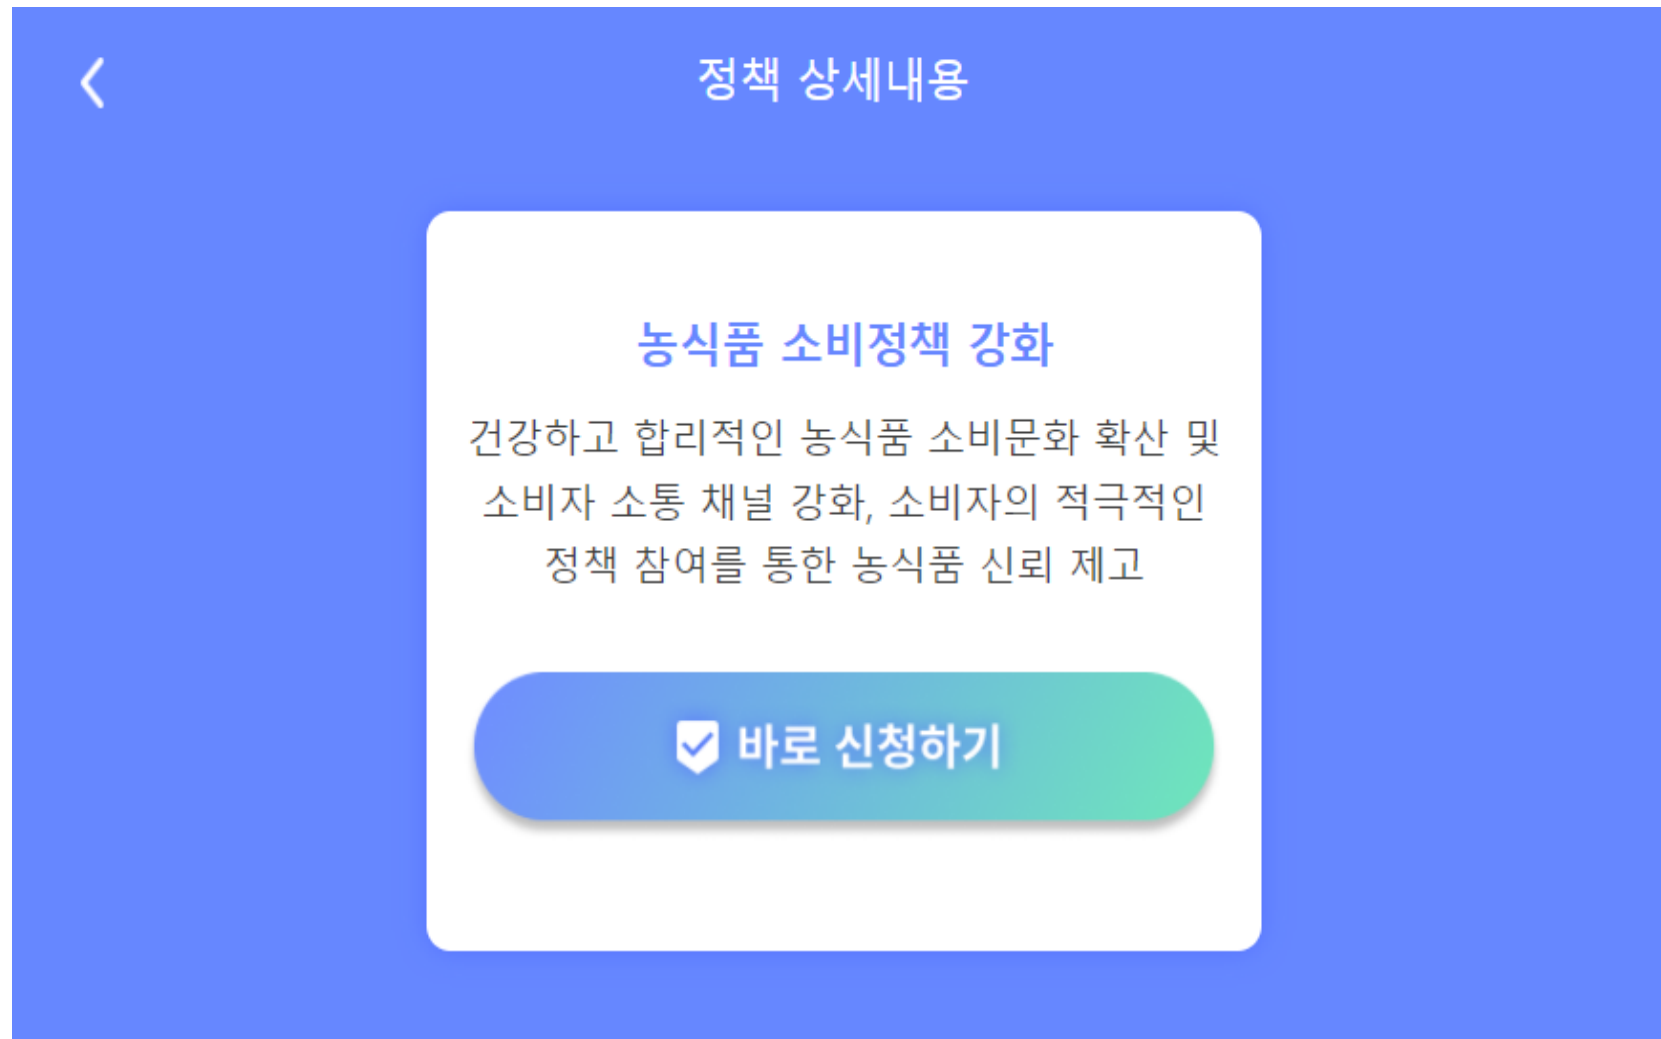 정책 상세내용
농식품 소비정책 강화
건강하고 합리적인 농식품 소비문화 확산 및
소비자 소통 채널 강화, 소비자의 적극적인
정책 참여를 통한 농식품 신뢰 제고
바로 신청하기